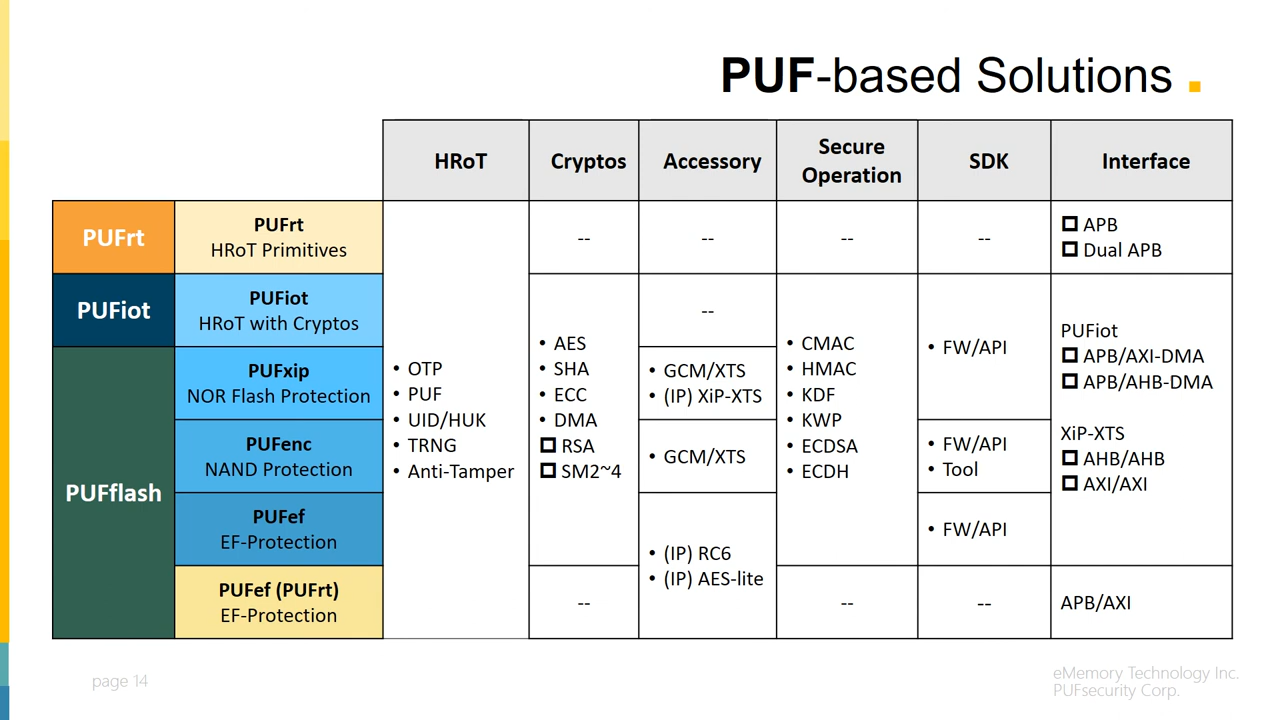 PUF-based Solutions .
HRoT
Cryptos
Accessory
Secure
Operation
SDK
Interface
PUFrt
PUFrt
HRoT Primitives
--
--
--
--
APB
Dual APB
PUFiot
PUFiot
HRoT with Cryptos
--
PUFflash
PUFxip
NOR Flash Protection
• GCM/XTS
• (IP) XiP-XTS
PUFenc
NAND Protection
• GCM/XTS
PUFef
EF-Protection
PUFef (PUFrt)
EF-Protection
• OTP
• PUF
• UID/HUK
• TRNG
• Anti-Tamper
• AES
• SHA
• ECC
• DMA
RSA
SM2~4
• (IP) RC6
• (IP) AES-lite
• CMAC
• HMAC
• KDF
• KWP
• ECDSA
• ECDH
• FW/API
• FW/API
• Tool
• FW/API
PUFiot
APB/AXI-DMA
APB/AHB-DMA
XiP-XTS
AHB/AHB
AXI/AXI
--
--
--
APB/AXI
page 14
eMemory Technology Inc.
PUFsecurity Corp.